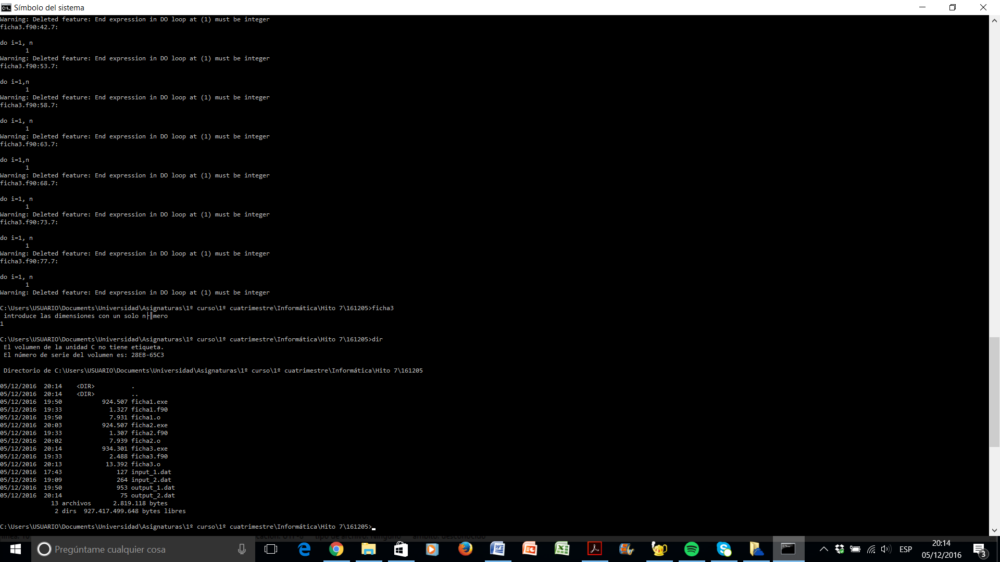 Símbolo del sistema
Warning: Deleted feature: End expression in DO loop at (1) must be integer
ficha3.f90:42.7:
do i=1, n
1
Warning: Deleted feature: End expression in DO loop at (1) must be integer
ficha3.f90:53.7:
do i=1,n
1
Warning: Deleted feature: End expression in DO loop at (1) must be integer
ficha3.f90:58.7:
do i=1, n
1
Warning: Deleted feature: End expression in DO loop at (1) must be integer
ficha3.f90:63.7:
do i=1,n
1
Warning: Deleted feature: End expression in DO loop at (1) must be integer
ficha3.f90:68.7:
do i=1, n
1
Warning: Deleted feature: End expression in DO loop at (1) must be integer
ficha3.f90:73.7:
do i=1, n
1
Warning: Deleted feature: End expression in DO loop at (1) must be integer
ficha3.f90:77.7:
do i=1, n
1
Warning: Deleted feature: End expression in DO loop at (1) must be integer
C:\Users\USUARIO\Documents\Universidad\Asignaturas\1º curso\1º cuatrimestre\Informática\Hito 7\161205>ficha3
introduce las dimensiones con un solo n├║mero
1
C:\Users\USUARIO\Documents\Universidad\Asignaturas\1º curso\1º cuatrimestre\Informática\Hito 7\161205>dir
El volumen de la unidad C no tiene etiqueta.
El número de serie del volumen es: 28EB-65C3
Directorio de C:\Users\USUARIO\Documents\Universidad\Asignaturas\1º curso\1º cuatrimestre\Informática\Hito 7\161205
05/12/2016  20:14    <DIR>          .
05/12/2016  20:14    <DIR>          ..
05/12/2016  19:50           924.507 ficha1.exe
05/12/2016  19:33             1.327 ficha1.f90
05/12/2016  19:50             7.931 ficha1.o
05/12/2016  20:03           924.507 ficha2.exe
05/12/2016  19:33             1.307 ficha2.f90
05/12/2016  20:02             7.939 ficha2.o
05/12/2016  20:14           934.301 ficha3.exe
05/12/2016  19:33             2.488 ficha3.f90
05/12/2016  20:13            13.392 ficha3.o
05/12/2016  17:43               127 input_1.dat
05/12/2016  19:09               264 input_2.dat
05/12/2016  19:50               953 output_1.dat
05/12/2016  20:14                75 output_2.dat
13 archivos      2.819.118 bytes
2 dirs  927.417.499.648 bytes libres
C:\Users\USUARIO\Documents\Universidad\Asignaturas\1º curso\1º cuatrimestre\Informática\Hito 7\161205>
Pregúntame cualquier cosa
ESP
20:14
05/12/2016
3